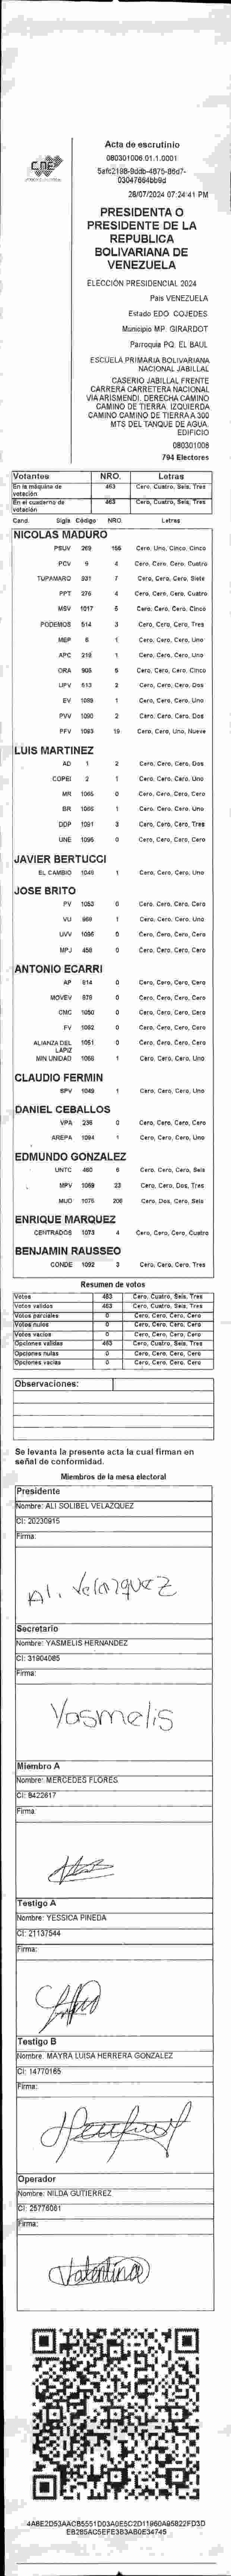 CNE
Acta de escrutinio
080301006.01.1.0001
5afc2198-9ddb-4875-86d7-
03047664bb9d
28/07/2024 07:24:41 PM
PRESIDENTA O
PRESIDENTE DE LA
REPUBLICA
BOLIVARIANA DE
VENEZUELA
ELECCIÓN PRESIDENCIAL 2024
Pais VENEZUELA
Estado EDO. COJEDES
Municipio MP. GIRARDOT
Parroquia PQ. EL BAUL
ESCUELA PRIMARIA BOLIVARIANA
NACIONAL JABILLAL
CASERIO JABILLAL FRENTE
CARRERA CARRETERA NACIONAL
VIA ARISMENDI. DERECHA CAMINO
CAMINO DE TIERRA. IZQUIERDA
CAMINO CAMINO DE TIERRA A 300
MTS DEL TANQUE DE AGUA.
EDIFICIO
080301006
794 Electores
Votantes NRO. Letras
En la máquina de votación 463 Cero, Cuatro, Seis, Tres
En el cuaderno de votación 463 Cero, Cuatro, Seis, Tres
Cand. Sigla Código NRO. Letras
NICOLAS MADURO
PSUV 269 155 Cero, Uno, Cinco, Cinco
PCV 9 4 Cero, Cero, Cero, Cuatro
TUPAMARO 931 7 Cero, Cero, Cero, Siete
PPT 276 4 Cero, Cero, Cero, Cuatro
MSV 1017 5 Cero, Cero, Cero, Cinco
PODEMOS 514 3 Cero, Cero, Cero, Tres
MEP 6 1 Cero, Cero, Cero, Uno
APC 219 1 Cero, Cero, Cero, Uno
ORA 905 5 Cero, Cero, Cero, Cinco
UPV 613 2 Cero, Cero, Cero, Dos
EV 1089 1 Cero, Cero, Cero, Uno
PVV 1090 2 Cero, Cero, Cero, Dos
PFV 1093 19 Cero, Cero, Uno, Nueve
LUIS MARTINEZ
AD 1 2 Cero, Cero, Cero, Dos
COPEI 2 1 Cero, Cero, Cero, Uno
MR 1065 0 Cero, Cero, Cero, Cero
BR 1066 1 Cero, Cero, Cero, Uno
DDP 1091 3 Cero, Cero, Cero, Tres
UNE 1095 0 Cero, Cero, Cero, Cero
JAVIER BERTUCCI
EL CAMBIO 1048 1 Cero, Cero, Cero, Uno
JOSE BRITO
PV 1053 0 Cero, Cero, Cero, Cero
VU 969 1 Cero, Cero, Cero, Uno
UVV 1096 0 Cero, Cero, Cero, Cero
MPJ 458 0 Cero, Cero, Cero, Cero
ANTONIO ECARRI
AP 814 0 Cero, Cero, Cero, Cero
MOVEV 878 0 Cero, Cero, Cero, Cero
CMC 1050 0 Cero, Cero, Cero, Cero
FV 1082 0 Cero, Cero, Cero, Cero
ALIANZA DEL LAPIZ 1051 0 Cero, Cero, Cero, Cero
MIN UNIDAD 1056 1 Cero, Cero, Cero, Uno
CLAUDIO FERMIN
SPV 1049 1 Cero, Cero, Cero, Uno
DANIEL CEBALLOS
VPA 236 0 Cero, Cero, Cero, Cero
AREPA 1094 1 Cero, Cero, Cero, Uno
EDMUNDO GONZALEZ
UNTC 460 6 Cero, Cero, Cero, Seis
MPV 1069 23 Cero, Cero, Dos, Tres
MUD 1075 206 Cero, Dos, Cero, Seis
ENRIQUE MARQUEZ
CENTRADOS 1073 4 Cero, Cero, Cero, Cuatro
BENJAMIN RAUSSEO
CONDE 1092 3 Cero, Cero, Cero, Tres
Resumen de votos
Votos 463 Cero, Cuatro, Seis, Tres
Votos validos 463 Cero, Cuatro, Seis, Tres
Votos parciales 0 Cero, Cero, Cero, Cero
Votos nulos 0 Cero, Cero, Cero, Cero
Votos vacios 0 Cero, Cero, Cero, Cero
Opciones validas 463 Cero, Cuatro, Seis, Tres
Opciones nulas 0 Cero, Cero, Cero, Cero
Opciones vacias 0 Cero, Cero, Cero, Cero
Observaciones:
Se levanta la presente acta la cual firman en
señal de conformidad.
Miembros de la mesa electoral
Presidente
Nombre: ALI SOLIBEL VELAZQUEZ
CI: 20230915
Firma:
Al. Velazquez
Secretario
Nombre: YASMELIS HERNANDEZ
CI: 31904085
Firma:
Yasmelis
Miembro A
Nombre: MERCEDES FLORES
CI: 8422617
Firma:
Testigo A
Nombre: YESSICA PINEDA
CI: 21137544
Firma:
Testigo B
Nombre: MAYRA LUISA HERRERA GONZALEZ
CI: 14770165
Firma:
Operador
Nombre: NILDA GUTIERREZ
CI: 25776081
Firma:
Valentina
4A8E2D53AACB5551D03A0E5C2D11960A95822FD3D
EB285AC5EFE3B3AB0E34745